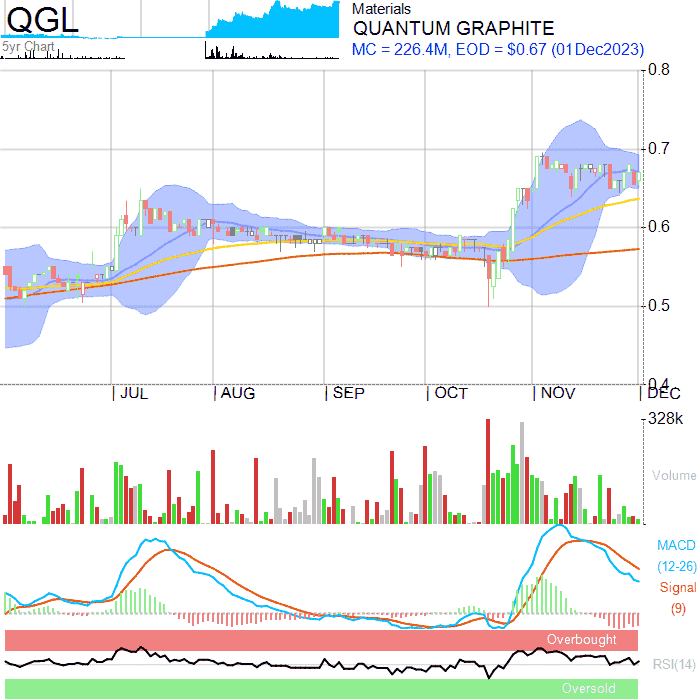 QGL
5yr Chart
Materials
QUANTUM GRAPHITE
MC = 226.4M, EOD = $0.67 (01Dec2023)
0.8
0.7
0.6
0.5
0.4
JUL AUG SEP OCT NOV DEC
328k
Volume
MACD
(12-26)
Signal
(9)
Overbought
RSI(14)
Oversold